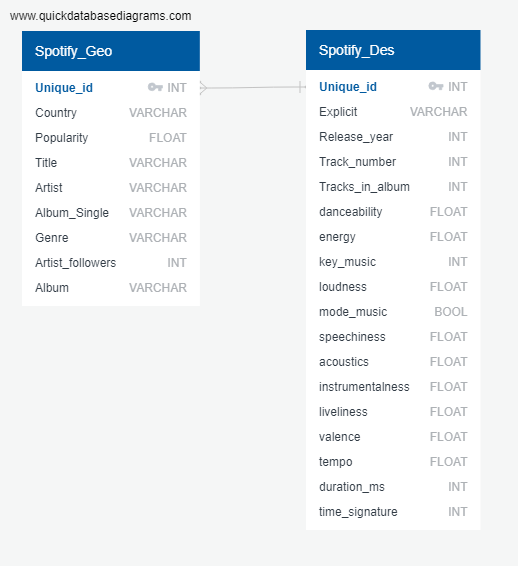 www.quickdatabasediagrams.com
Spotify_Geo
Unique_id INT
Country VARCHAR
Popularity FLOAT
Title VARCHAR
Artist VARCHAR
Album_Single VARCHAR
Genre VARCHAR
Artist_followers INT
Album VARCHAR
Spotify_Des
Unique_id INT
Explicit VARCHAR
Release_year INT
Track_number INT
Tracks_in_album INT
danceability FLOAT
energy FLOAT
key_music INT
loudness FLOAT
mode_music BOOL
speechiness FLOAT
acoustics FLOAT
instrumentalness FLOAT
liveliness FLOAT
valence FLOAT
tempo FLOAT
duration_ms INT
time_signature INT